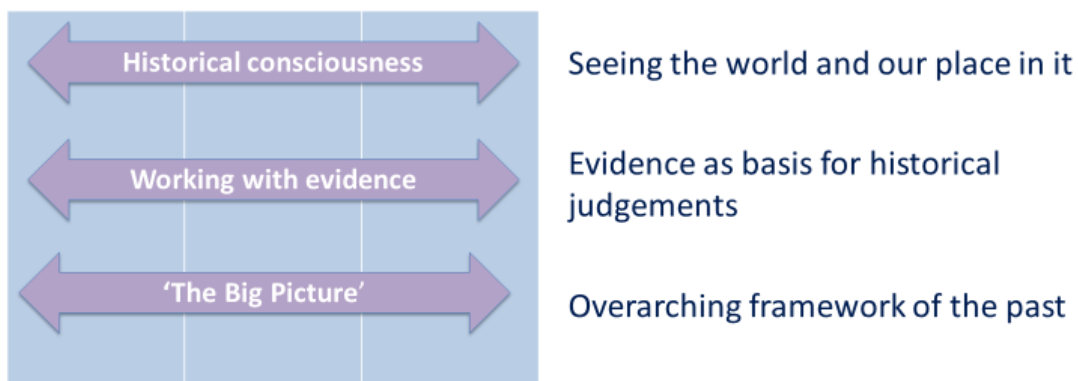 Historical consciousness
Seeing the world and our place in it
Working with evidence
Evidence as basis for historical
judgements
‘The Big Picture’
Overarching framework of the past